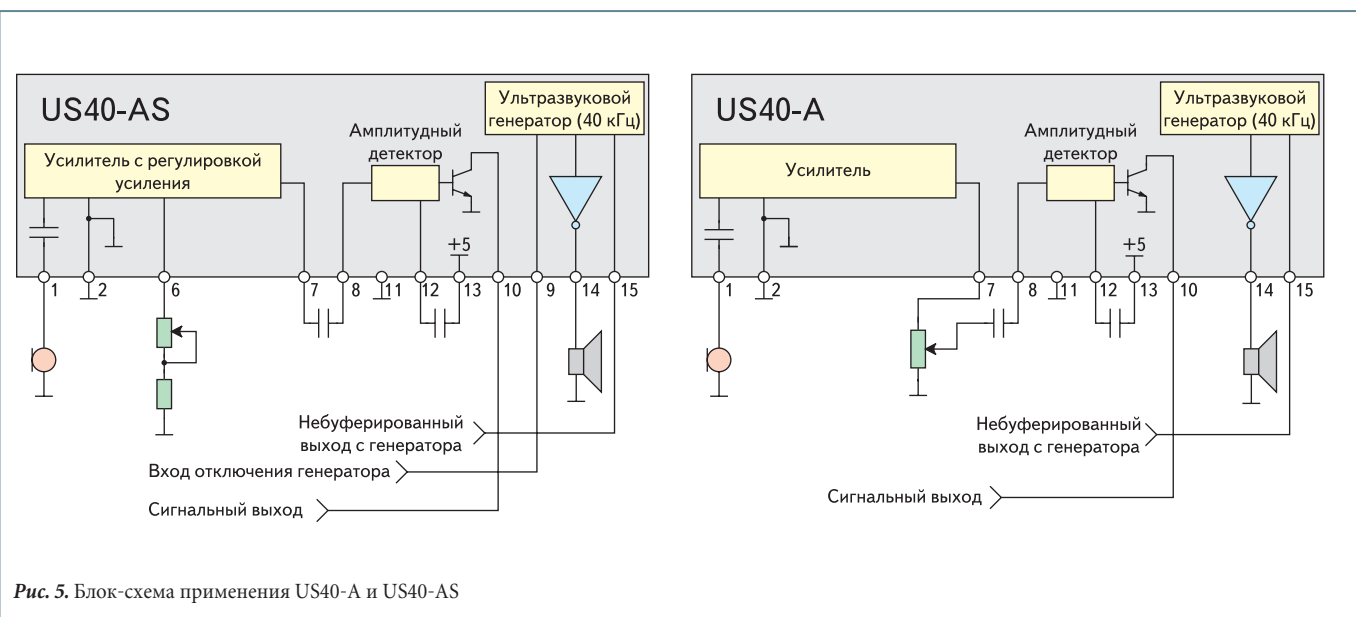 US40-AS
Ультразвуковой
генератор (40 кГц)
Амплитудный
детектор
Усилитель с регулировкой
усиления
+5
1
2
6
7
8
11
12
13
10
9
14
15
Небуферированный
выход с генератора
Вход отключения генератора
Сигнальный выход
US40-A
Ультразвуковой
генератор (40 кГц)
Амплитудный
детектор
Усилитель
+5
1
2
7
8
11
12
13
10
14
15
Небуферированный
выход с генератора
Сигнальный выход
Рис. 5. Блок-схема применения US40-A и US40-AS